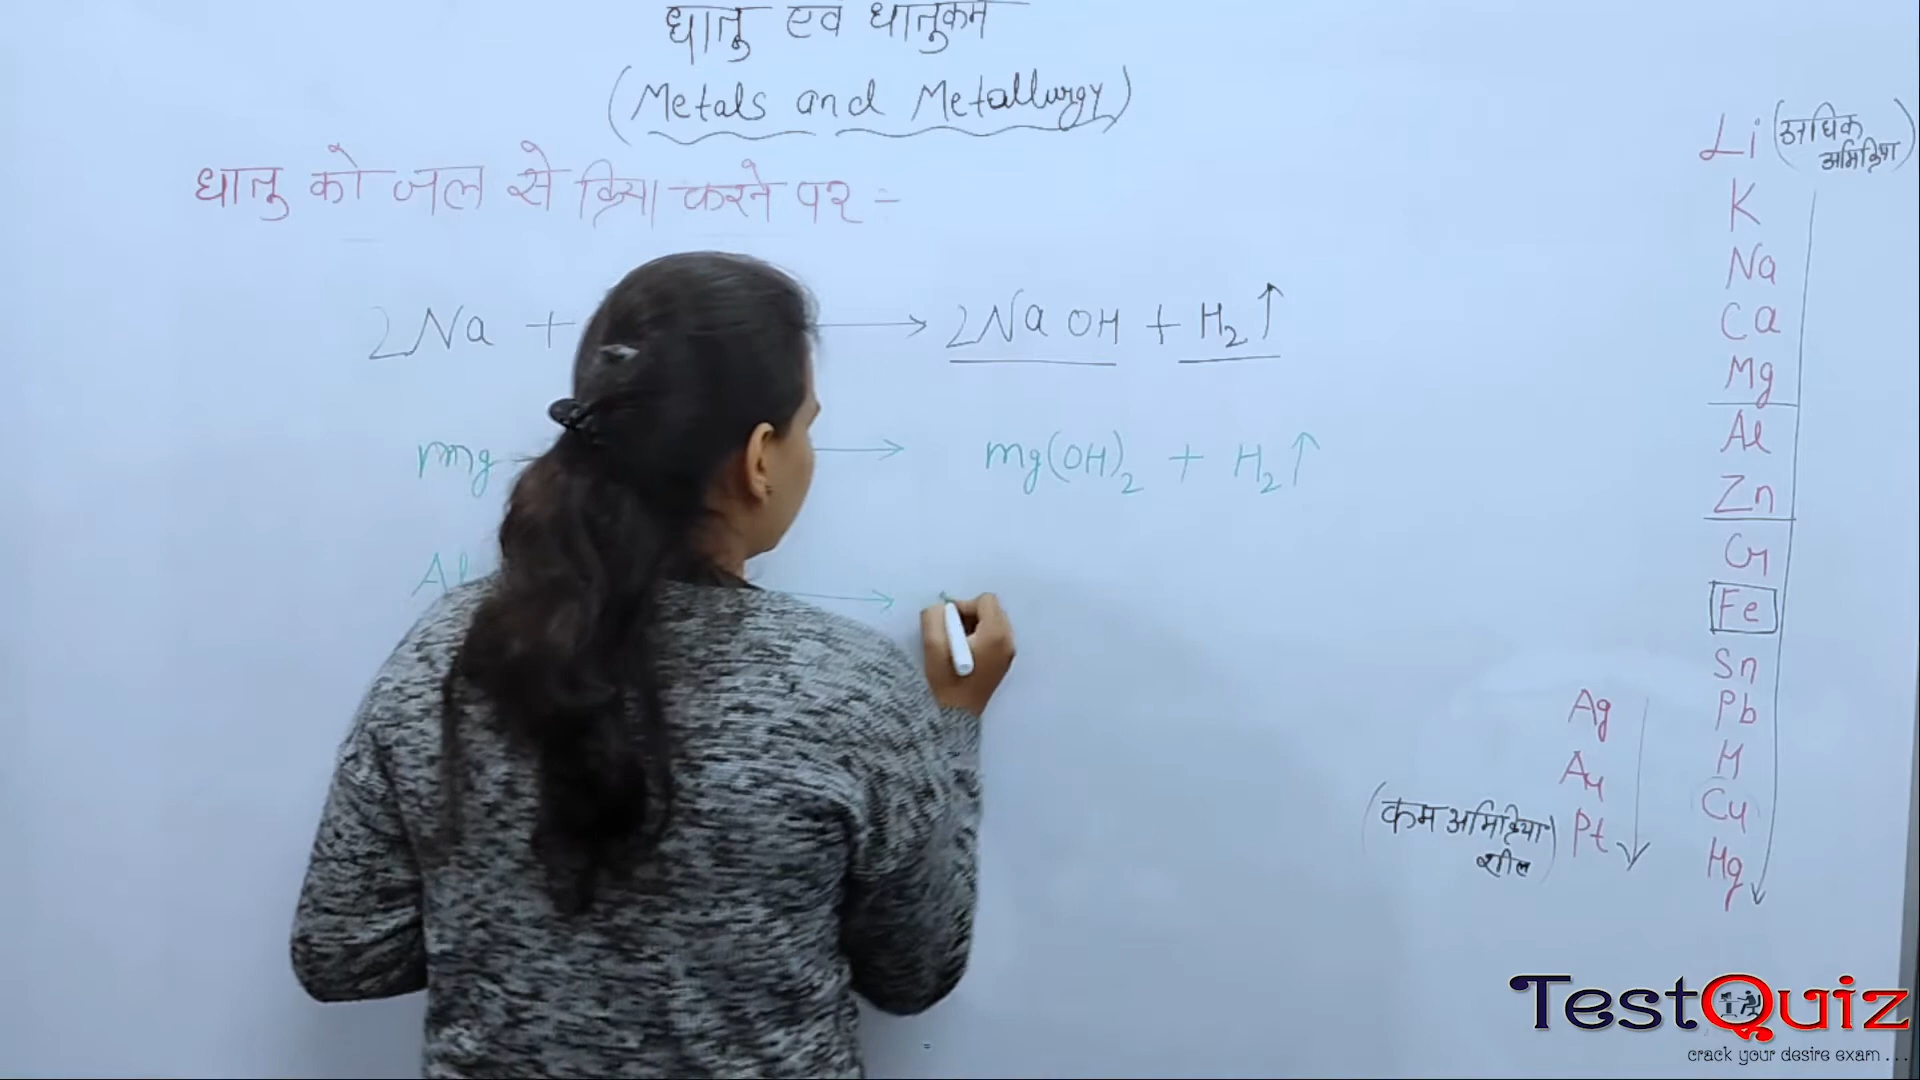 धातु एवं धातुकर्म
(Metals and Metallurgy)
धातु को जल से क्रिया करने पर -
2Na + → 2NaOH + H₂↑
mg → mg(OH)₂ + H₂↑
Al →
Li (अधिक
अभिक्रिया)
K
Na
Ca
Mg
Al
Zn
Cr
Fe
Sn
Pb
H
Cu
Hg
Ag
Au
Pt
(कम अभिक्रिया
शील)
TestQuiz
crack your desire exam ...